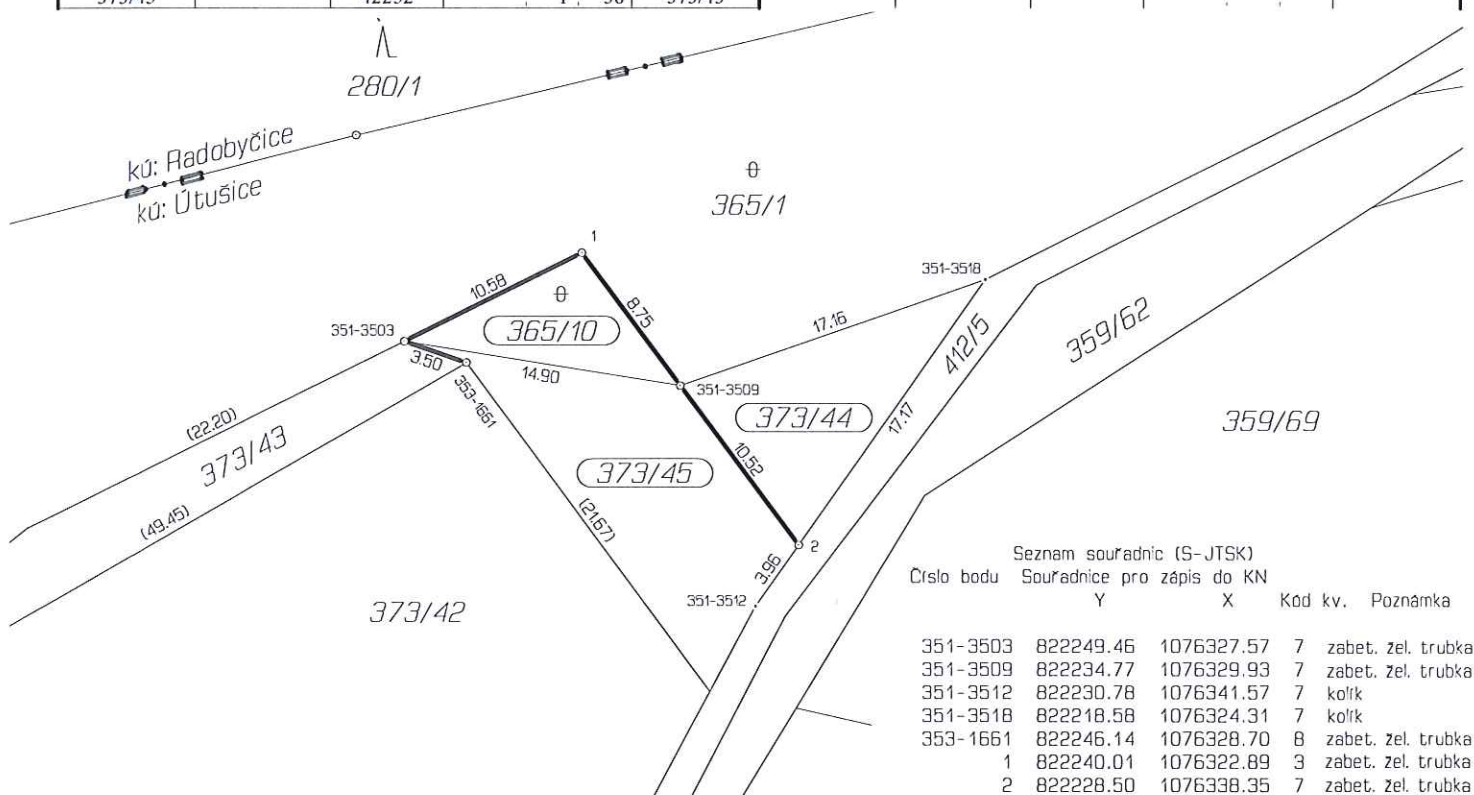 280/1
kú: Radobyčice
kú: Útušice
365/1
1
351-3518
10.58
8.75
17.16
351-3503
365/10
412/5
359/62
3.50
14.90
353-1661
351-3509
373/44
17.17
359/69
(22.20)
373/43
373/45
10.52
(49.45)
(21.67)
2
3.96
351-3512
373/42
Seznam souřadnic (S-JTSK)
Číslo bodu Souřadnice pro zápis do KN
Y X Kód kv. Poznámka
351-3503 822249.46 1076327.57 7 zabet. žel. trubka
351-3509 822234.77 1076329.93 7 zabet. žel. trubka
351-3512 822230.78 1076341.57 7 kolík
351-3518 822218.58 1076324.31 7 kolík
353-1661 822246.14 1076328.70 8 zabet. žel. trubka
1 822240.01 1076322.89 3 zabet. žel. trubka
2 822228.50 1076338.35 7 zabet. žel. trubka